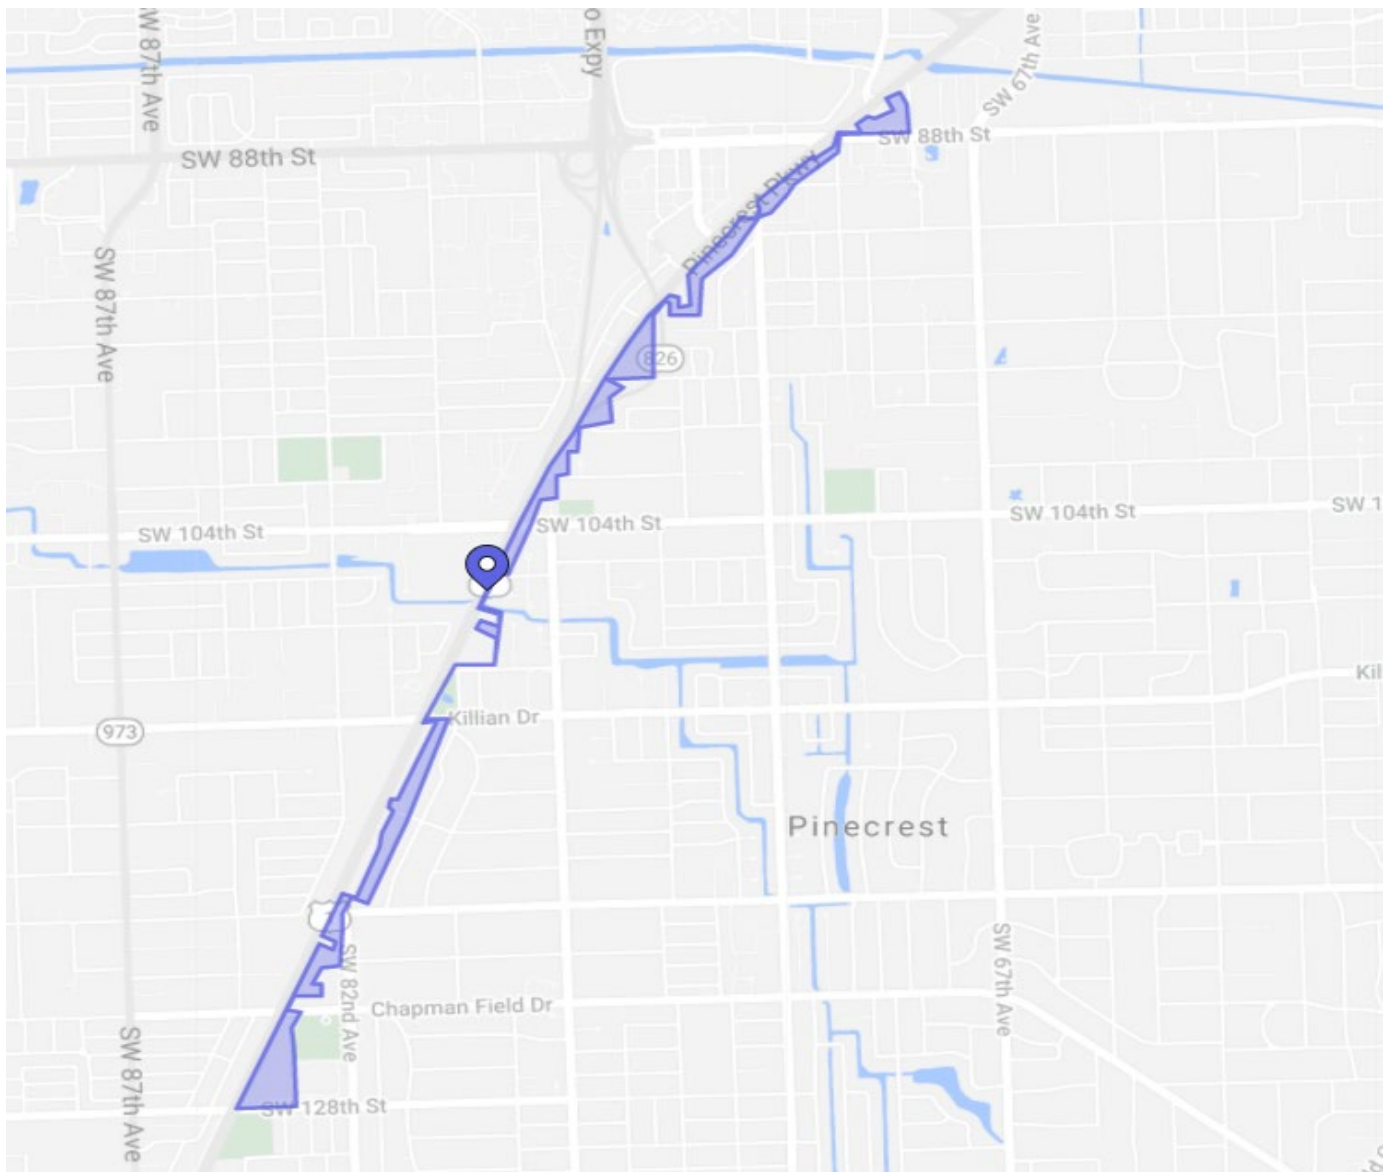 SW 87th Ave
o Expy
SW 67th Ave
SW 88th St
SW 88th St
Pinecrest Pkwy
SW 87th Ave
826
SW 104th St
SW 104th St
SW 104th St
SW 1
Kil
973
Killian Dr
Pinecrest
SW 82nd Ave
SW 67th Ave
Chapman Field Dr
SW 87th Ave
SW 128th St